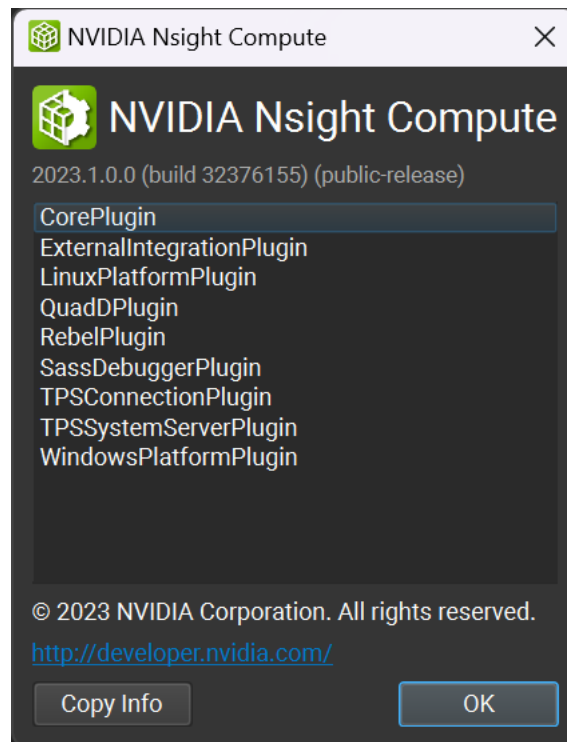 NVIDIA Nsight Compute
NVIDIA Nsight Compute
2023.1.0.0 (build 32376155) (public-release)
CorePlugin
ExternalIntegrationPlugin
LinuxPlatformPlugin
QuadDPlugin
RebelPlugin
SassDebuggerPlugin
TPSConnectionPlugin
TPSSystemServerPlugin
WindowsPlatformPlugin
© 2023 NVIDIA Corporation. All rights reserved.
http://developer.nvidia.com/
Copy Info OK